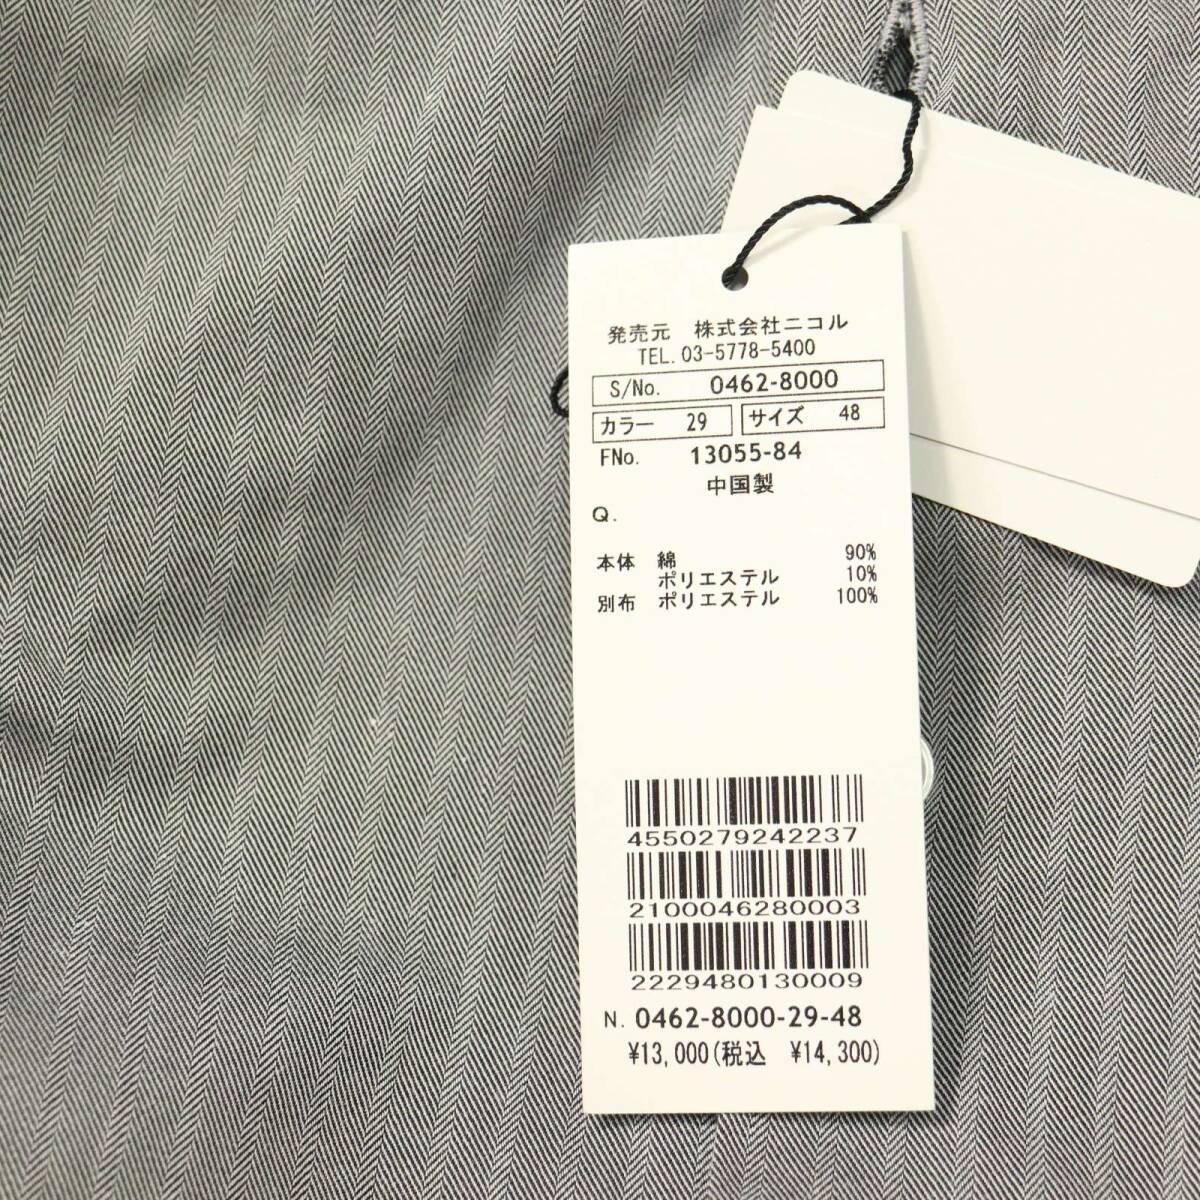 発売元　株式会社ニコル
TEL. 03-5778-5400
S/No. 0462-8000
カラー 29 サイズ 48
FNo. 13055-84
中国製
Q.
本体 綿 90%
ポリエステル 10%
別布 ポリエステル 100%
4550279242237
2100046280003
2229480130009
N. 0462-8000-29-48
¥13,000(税込 ¥14,300)